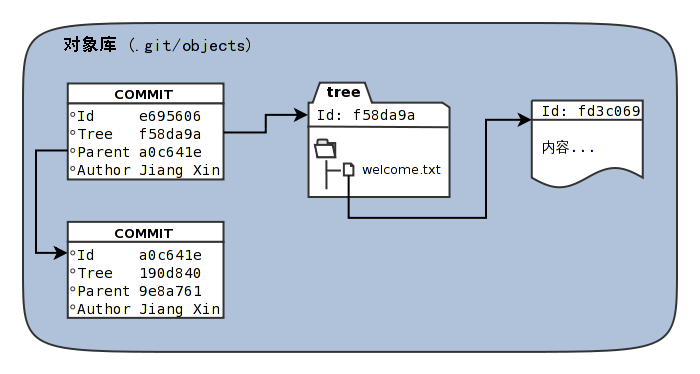 对象库 (.git/objects)
COMMIT
Id e695606
Tree f58da9a
Parent a0c641e
Author Jiang Xin
tree
Id: f58da9a
welcome.txt
Id: fd3c069
内容...
COMMIT
Id a0c641e
Tree 190d840
Parent 9e8a761
Author Jiang Xin